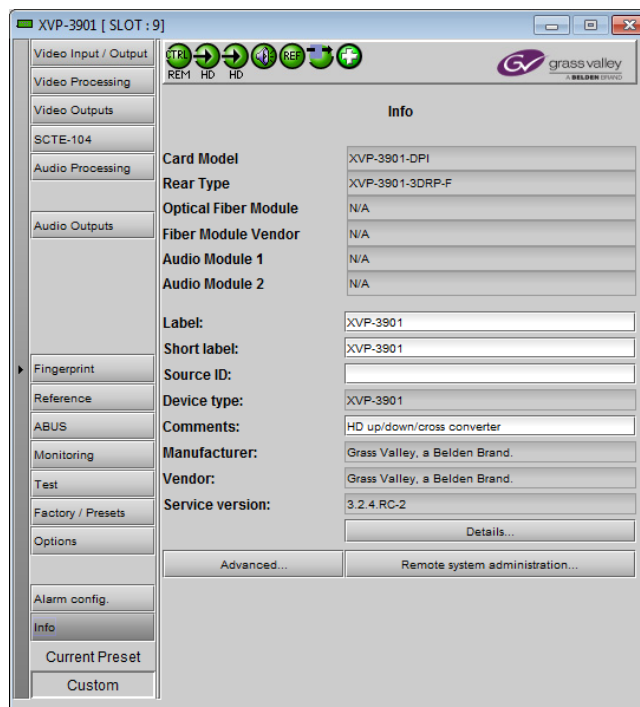 XVP-3901 [ SLOT : 9]
Video Input / Output
Video Processing
Video Outputs
SCTE-104
Audio Processing
Audio Outputs
Fingerprint
Reference
ABUS
Monitoring
Test
Factory / Presets
Options
Alarm config.
Info
Current Preset
Custom
CTRL REF
REM HD HD
GV grass valley
A BELDEN BRAND
Info
Card Model XVP-3901-DPI
Rear Type XVP-3901-3DRP-F
Optical Fiber Module N/A
Fiber Module Vendor N/A
Audio Module 1 N/A
Audio Module 2 N/A
Label: XVP-3901
Short label: XVP-3901
Source ID:
Device type: XVP-3901
Comments: HD up/down/cross converter
Manufacturer: Grass Valley, a Belden Brand.
Vendor: Grass Valley, a Belden Brand.
Service version: 3.2.4.RC-2
Details...
Advanced... Remote system administration...